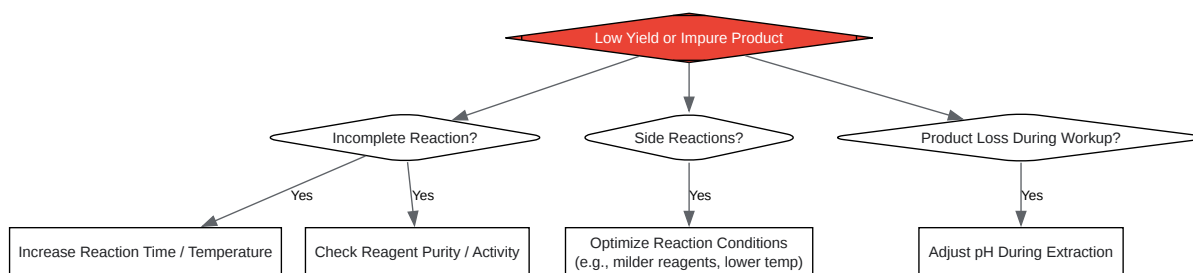 Low Yield or Impure Product
Incomplete Reaction?
Side Reactions?
Product Loss During Workup?
Yes
Yes
Yes
Yes
Increase Reaction Time / Temperature
Check Reagent Purity / Activity
Optimize Reaction Conditions
(e.g., milder reagents, lower temp)
Adjust pH During Extraction